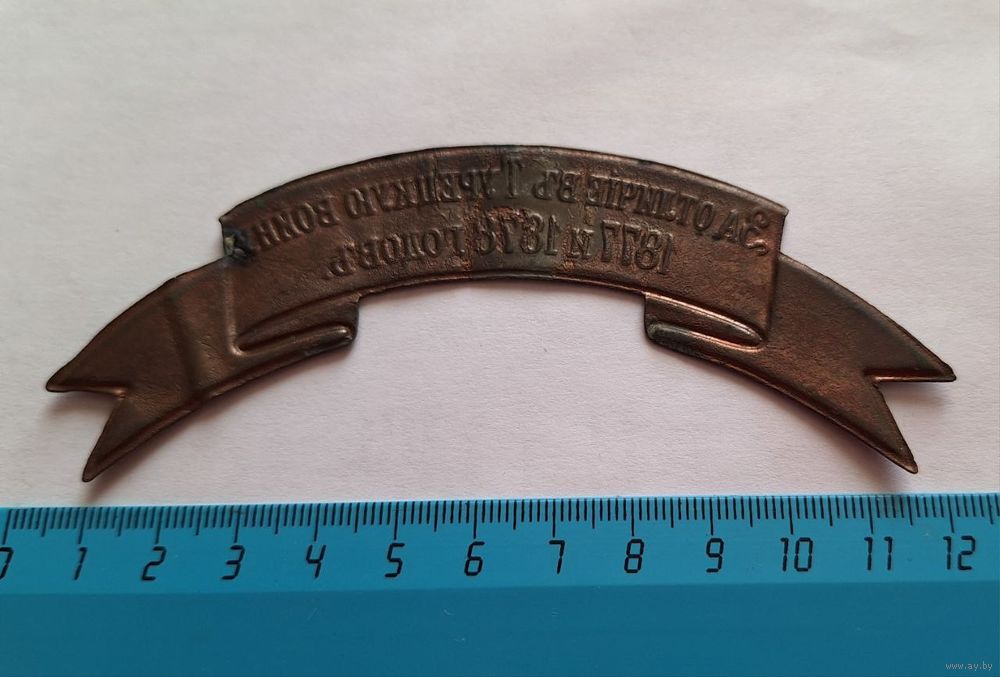 За отличіе въ Турецкую войну
1877 и 1878 годовъ
0 1 2 3 4 5 6 7 8 9 10 11 12
www.ay.by